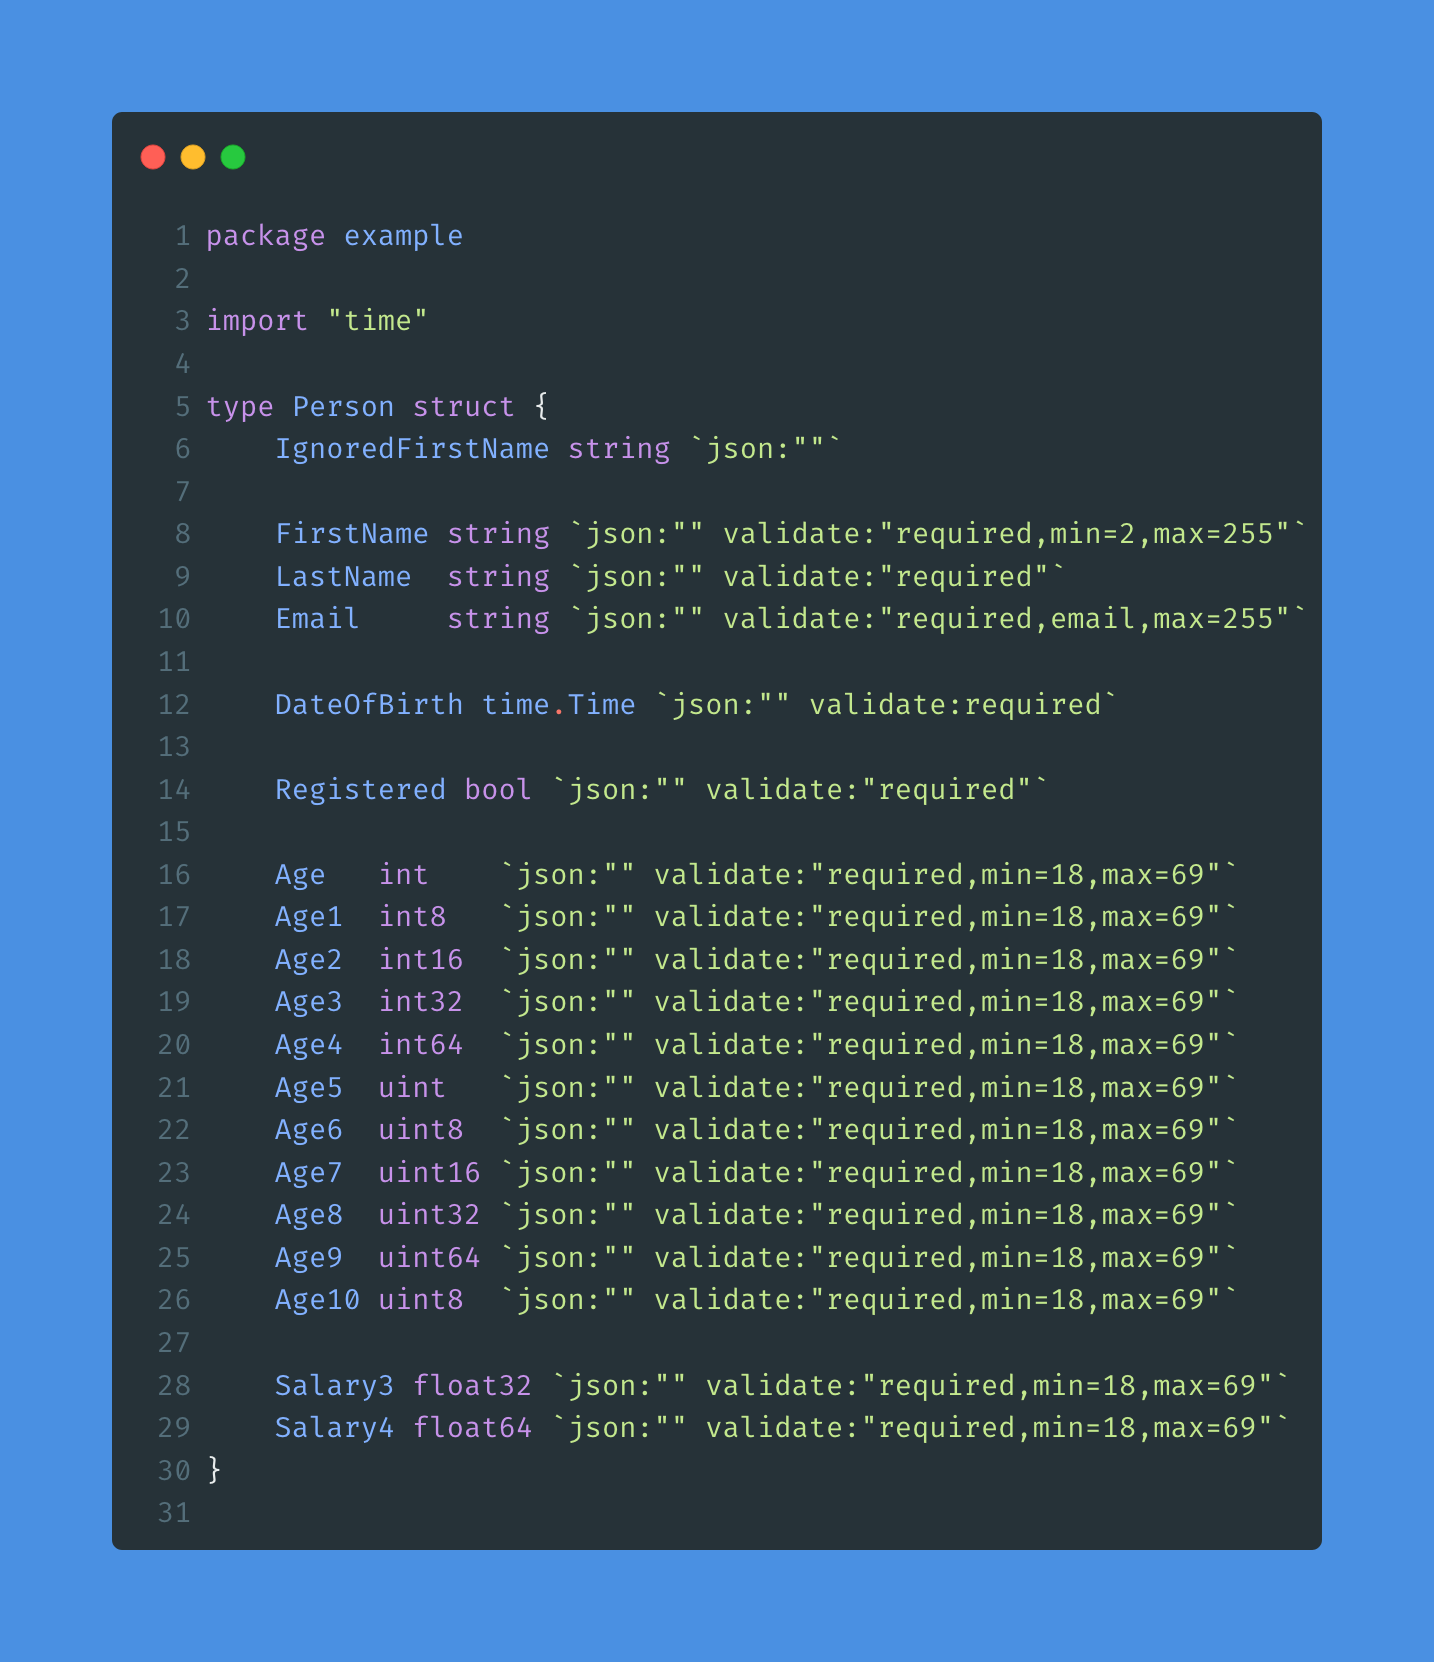 1 package example
2
3 import "time"
4
5 type Person struct {
6     IgnoredFirstName string `json:""`
7
8     FirstName string `json:"" validate:"required,min=2,max=255"`
9     LastName  string `json:"" validate:"required"`
10     Email     string `json:"" validate:"required,email,max=255"`
11
12     DateOfBirth time.Time `json:"" validate:required`
13
14     Registered bool `json:"" validate:"required"`
15
16     Age   int    `json:"" validate:"required,min=18,max=69"`
17     Age1  int8   `json:"" validate:"required,min=18,max=69"`
18     Age2  int16  `json:"" validate:"required,min=18,max=69"`
19     Age3  int32  `json:"" validate:"required,min=18,max=69"`
20     Age4  int64  `json:"" validate:"required,min=18,max=69"`
21     Age5  uint   `json:"" validate:"required,min=18,max=69"`
22     Age6  uint8  `json:"" validate:"required,min=18,max=69"`
23     Age7  uint16 `json:"" validate:"required,min=18,max=69"`
24     Age8  uint32 `json:"" validate:"required,min=18,max=69"`
25     Age9  uint64 `json:"" validate:"required,min=18,max=69"`
26     Age10 uint8  `json:"" validate:"required,min=18,max=69"`
27
28     Salary3 float32 `json:"" validate:"required,min=18,max=69"`
29     Salary4 float64 `json:"" validate:"required,min=18,max=69"`
30 }
31